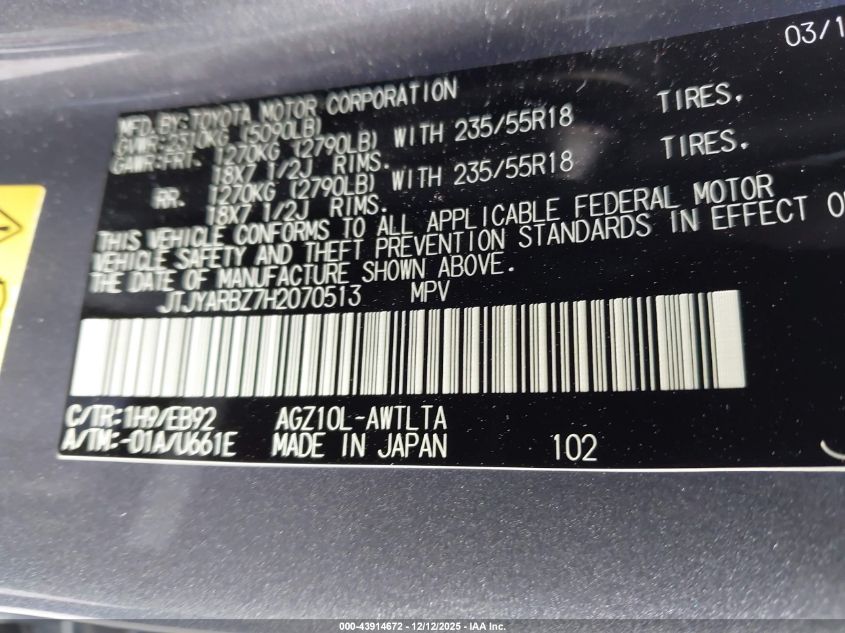 03/1
MFD.BY:TOYOTA MOTOR CORPORATION
GVWR:2510KG (5090LB)
GAWR:FRT. 1270KG (2790LB) WITH 235/55R18 TIRES.
18X7 1/2J RIMS.
RR. 1270KG (2790LB) WITH 235/55R18 TIRES.
18X7 1/2J RIMS.
THIS VEHICLE CONFORMS TO ALL APPLICABLE FEDERAL MOTOR
VEHICLE SAFETY AND THEFT PREVENTION STANDARDS IN EFFECT O
THE DATE OF MANUFACTURE SHOWN ABOVE.
JTJYARBZ7H2070513 MPV
C/TR:1H9/EB92 AGZ10L-AWTLTA
A/TM:-01A/U661E MADE IN JAPAN 102
000-43914672 - 12/12/2025 - IAA Inc.